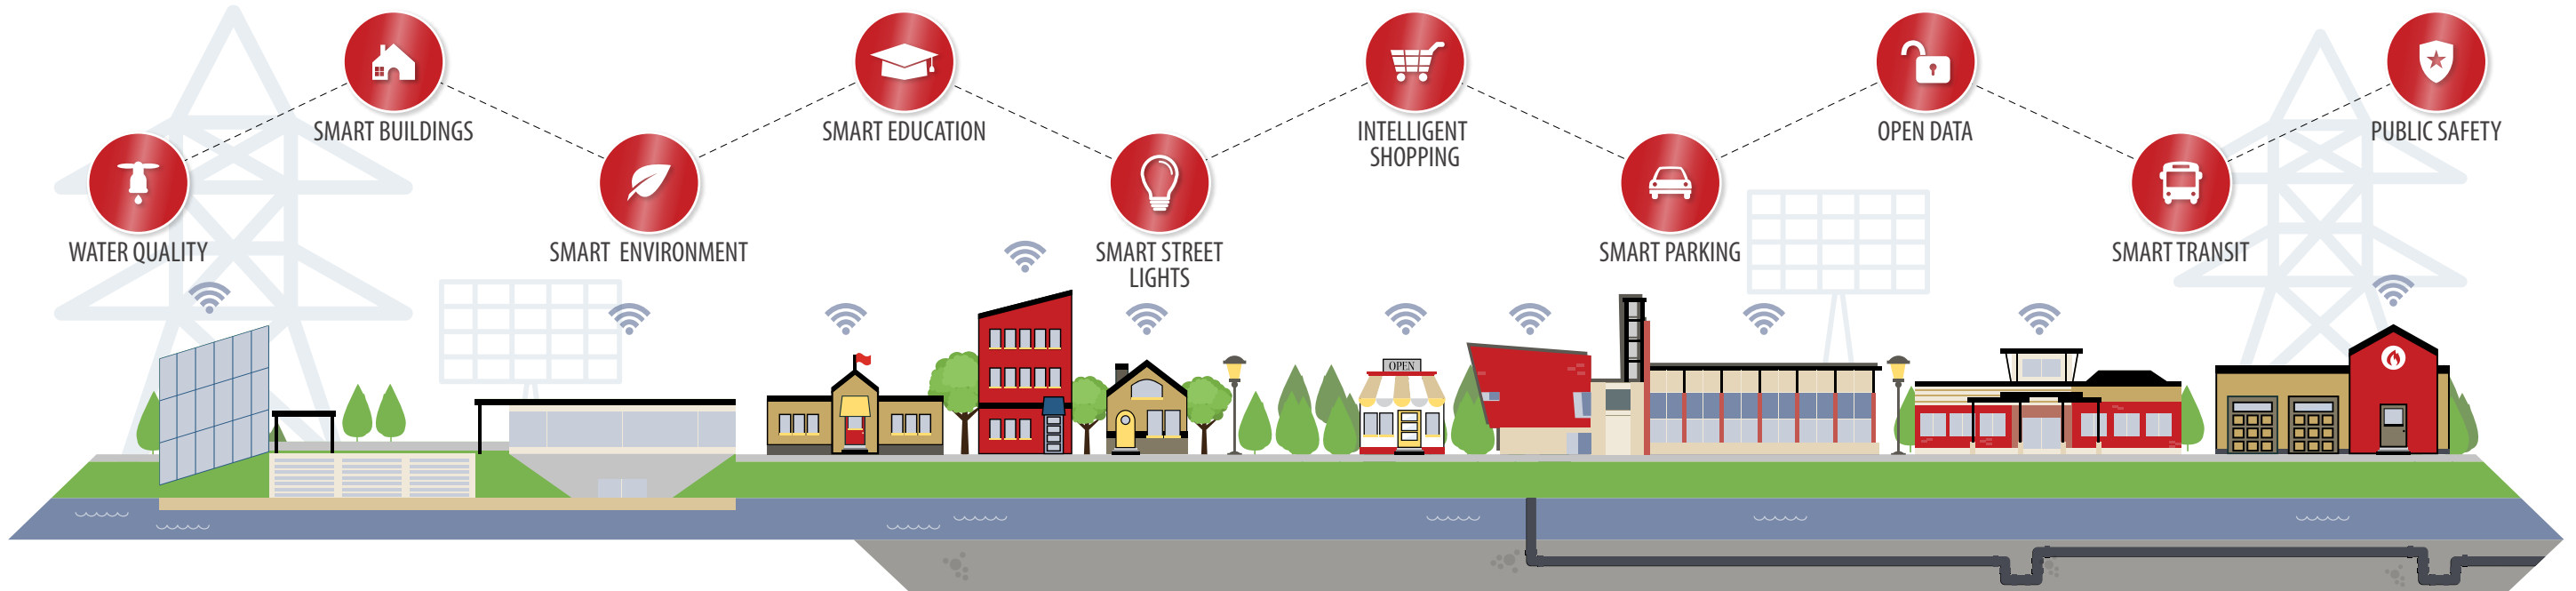 WATER QUALITY
SMART BUILDINGS
SMART ENVIRONMENT
SMART EDUCATION
SMART STREET
LIGHTS
INTELLIGENT
SHOPPING
SMART PARKING
OPEN DATA
SMART TRANSIT
PUBLIC SAFETY
OPEN